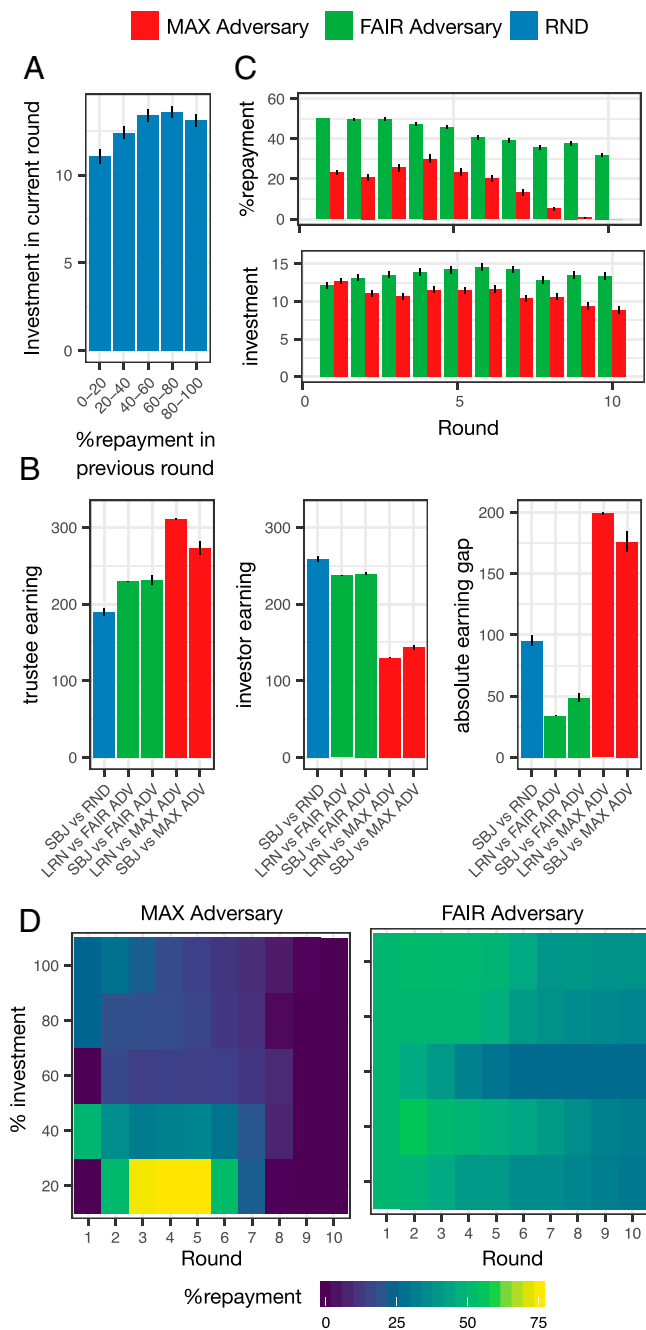 MAX Adversary FAIR Adversary RND
A
Investment in current round
10
5
0
0–20
20–40
40–60
60–80
80–100
%repayment in
previous round
C
%repayment
60
40
20
0
investment
15
10
5
0
0 5 10
Round
B
trustee earning
300
200
100
0
SBJ vs RND
LRN vs FAIR ADV
SBJ vs FAIR ADV
LRN vs MAX ADV
SBJ vs MAX ADV
investor earning
300
200
100
0
SBJ vs RND
LRN vs FAIR ADV
SBJ vs FAIR ADV
LRN vs MAX ADV
SBJ vs MAX ADV
absolute earning gap
200
150
100
50
0
SBJ vs RND
LRN vs FAIR ADV
SBJ vs FAIR ADV
LRN vs MAX ADV
SBJ vs MAX ADV
D
MAX Adversary
% investment
100
80
60
40
20
1 2 3 4 5 6 7 8 9 10
Round
FAIR Adversary
1 2 3 4 5 6 7 8 9 10
Round
%repayment
0 25 50 75